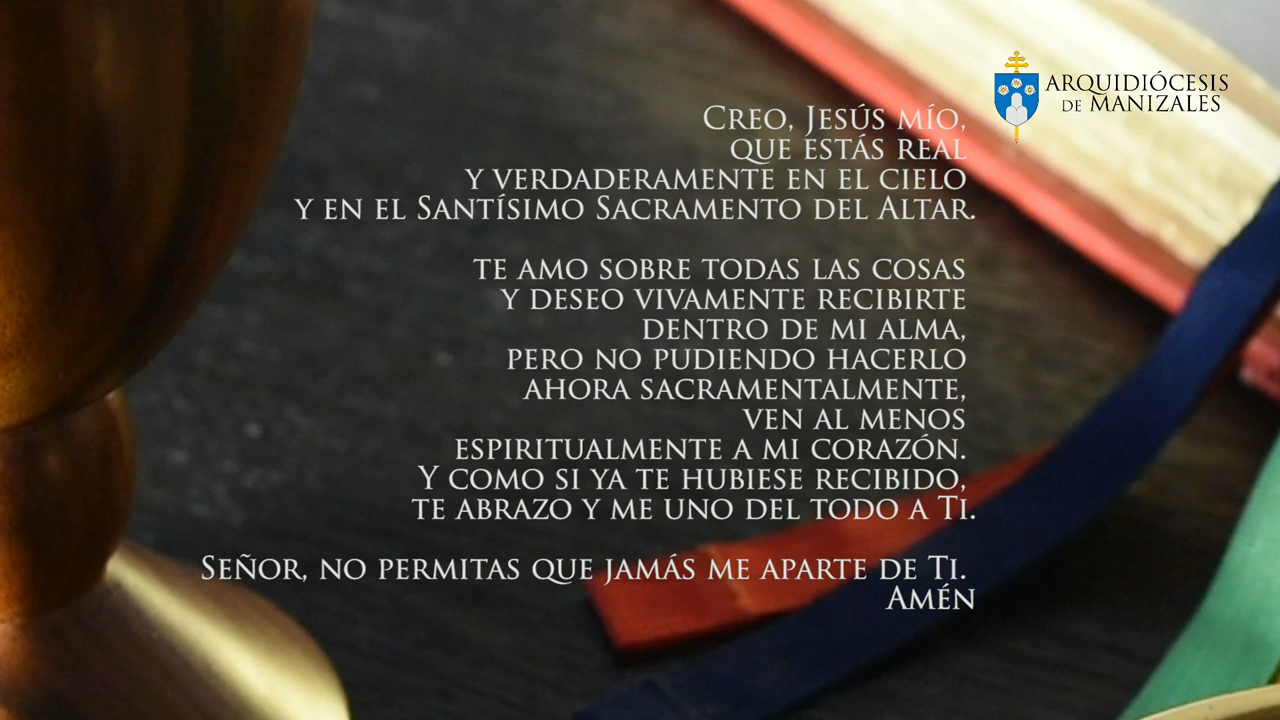 ARQUIDIÓCESIS
DE MANIZALES
CREO, JESÚS MÍO,
QUE ESTÁS REAL
Y VERDADERAMENTE EN EL CIELO
Y EN EL SANTÍSIMO SACRAMENTO DEL ALTAR.
TE AMO SOBRE TODAS LAS COSAS
Y DESEO VIVAMENTE RECIBIRTE
DENTRO DE MI ALMA,
PERO NO PUDIENDO HACERLO
AHORA SACRAMENTALMENTE,
VEN AL MENOS
ESPIRITUALMENTE A MI CORAZÓN.
Y COMO SI YA TE HUBIESE RECIBIDO,
TE ABRAZO Y ME UNO DEL TODO A TI.
SEÑOR, NO PERMITAS QUE JAMÁS ME APARTE DE TI.
AMÉN